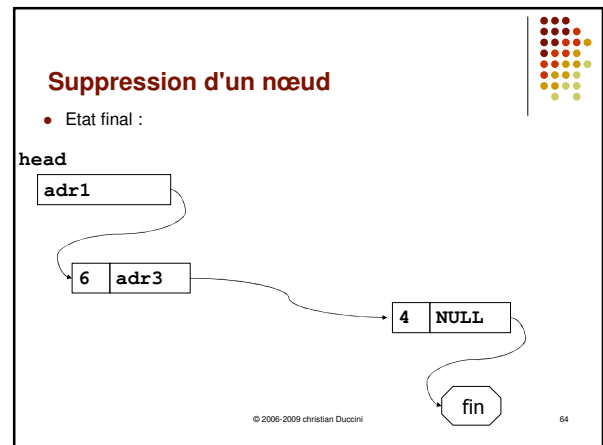 Suppression d'un nœud
• Etat final :
head
adr1
6 adr3
4 NULL
fin
© 2006-2009 christian Duccini 64